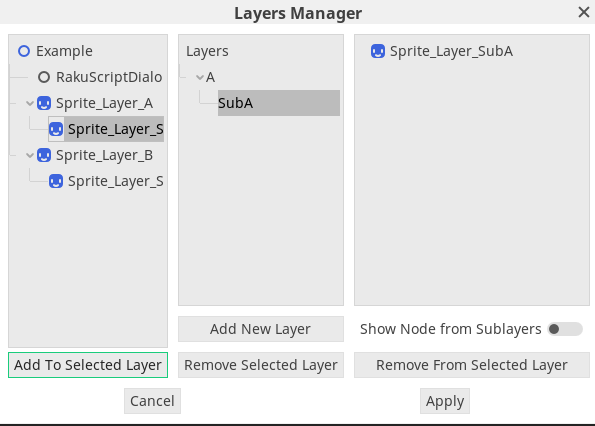 Layers Manager
Example
RakuScriptDialo
Sprite_Layer_A
Sprite_Layer_S
Sprite_Layer_B
Sprite_Layer_S
Add To Selected Layer
Layers
A
SubA
Add New Layer
Remove Selected Layer
Sprite_Layer_SubA
Show Node from Sublayers
Remove From Selected Layer
Cancel
Apply